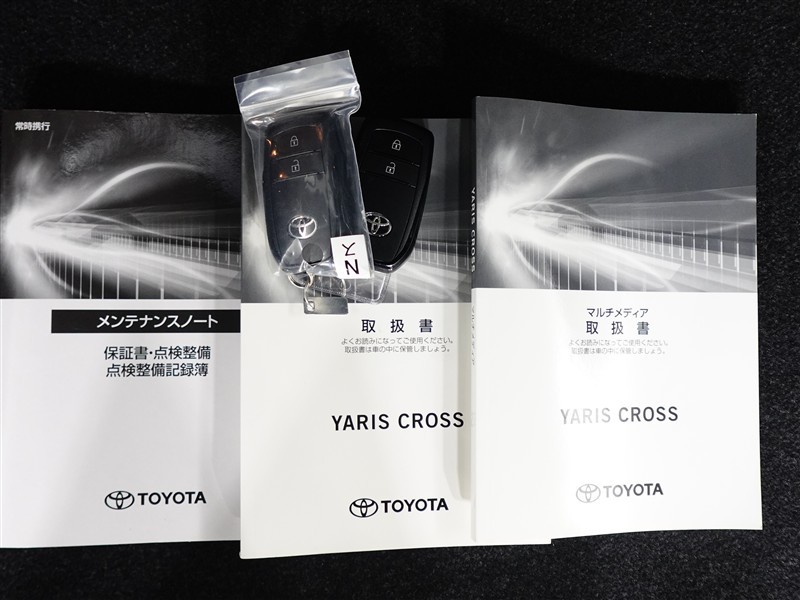 常時携行
メンテナンスノート
保証書・点検整備
点検整備記録簿
TOYOTA
Nス
取扱書
よくお読みになってご使用ください。
取扱書は車の中に保管しましょう。
YARIS CROSS
TOYOTA
YARIS CROSS
マルチメディア
取扱書
よくお読みになってご使用ください。
取扱書は車の中に保管しましょう。
YARIS CROSS
TOYOTA